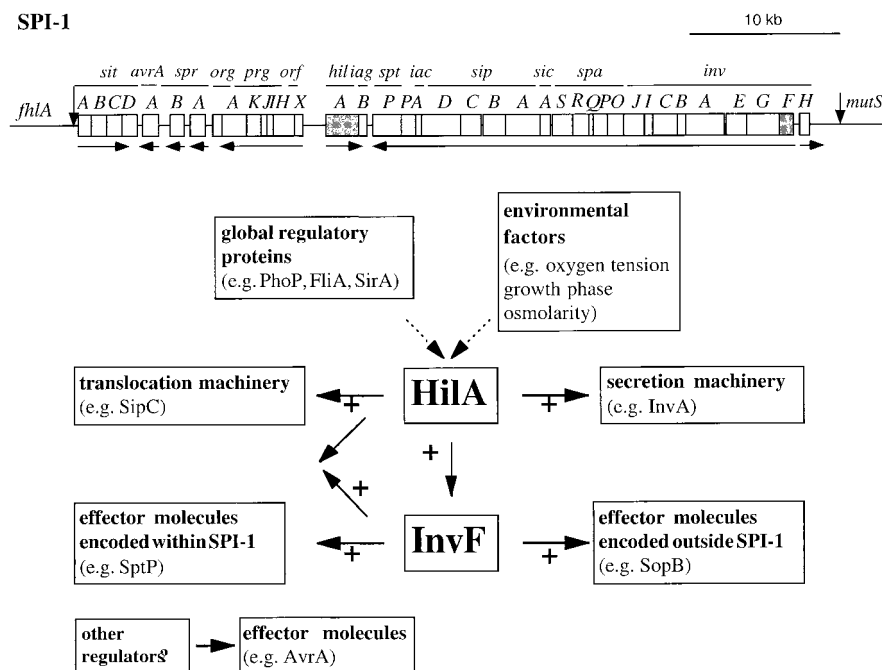 SPI-1
10 kb
sit avrA spr org prg orf hil iag spt iac sip sic spa inv
fhlA A B C D A B A A K J I H X A B P P A D C B A A S R Q P O J I C B A E G F H mutS
global regulatory
proteins
(e.g. PhoP, FliA, SirA)
environmental
factors
(e.g. oxygen tension
growth phase
osmolarity)
translocation machinery
(e.g. SipC)
+
HilA
+
secretion machinery
(e.g. InvA)
+
+
effector molecules
encoded within SPI-1
(e.g. SptP)
+
InvF
+
effector molecules
encoded outside SPI-1
(e.g. SopB)
other
regulators?
effector molecules
(e.g. AvrA)